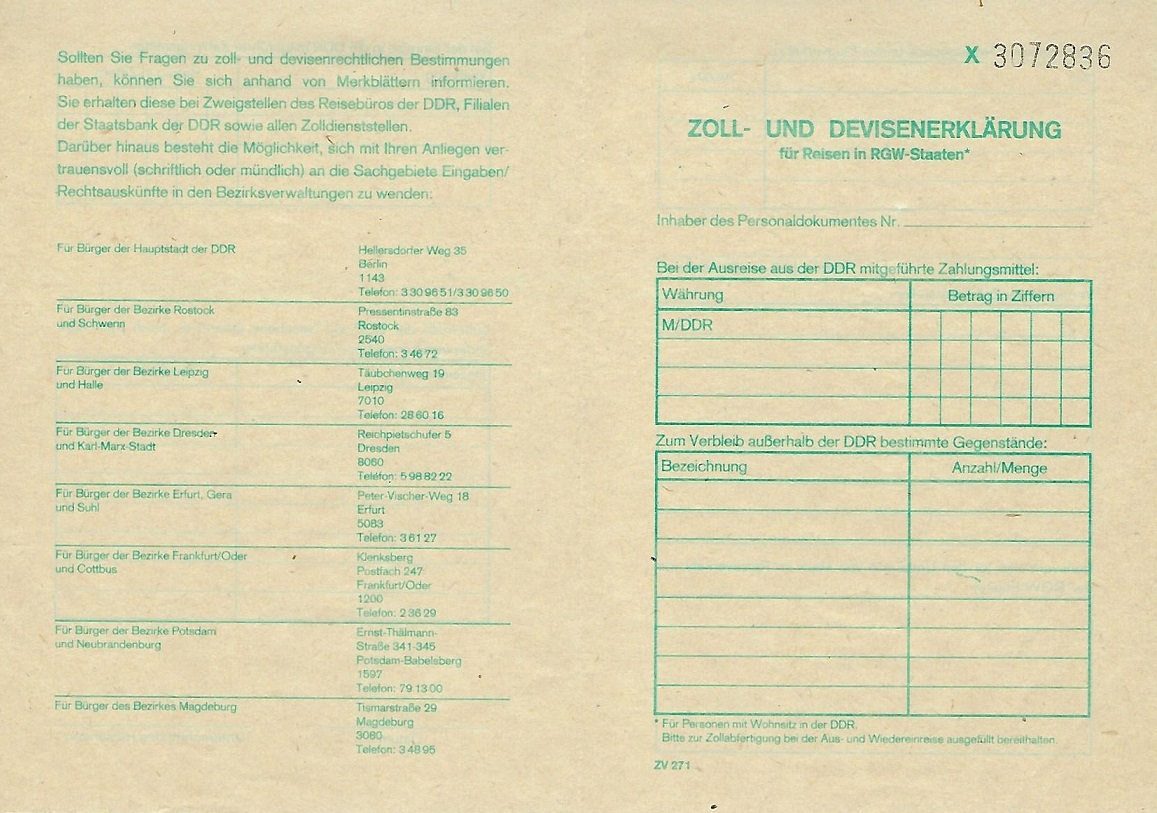 Sollten Sie Fragen zu zoll- und devisenrechtlichen Bestimmungen
haben, können Sie sich anhand von Merkblättern informieren.
Sie erhalten diese bei Zweigstellen des Reisebüros der DDR, Filialen
der Staatsbank der DDR sowie allen Zolldienststellen.
Darüber hinaus besteht die Möglichkeit, sich mit Ihren Anliegen ver-
trauensvoll (schriftlich oder mündlich) an die Sachgebiete Eingaben/
Rechtsauskünfte in den Bezirksverwaltungen zu wenden:
Für Bürger der Hauptstadt der DDR
Hellersdorfer Weg 35
Berlin
1143
Telefon: 3 30 96 51/3 30 96 50
Für Bürger der Bezirke Rostock
und Schwerin
Pressentinstraße 83
Rostock
2540
Telefon: 3 46 72
Für Bürger der Bezirke Leipzig
und Halle
Täubchenweg 19
Leipzig
7010
Telefon: 28 60 16
Für Bürger der Bezirke Dresden
und Karl-Marx-Stadt
Reichpietschufer 5
Dresden
8060
Telefon: 5 98 82 22
Für Bürger der Bezirke Erfurt, Gera
und Suhl
Peter-Vischer-Weg 18
Erfurt
5083
Telefon: 3 61 27
Für Bürger der Bezirke Frankfurt/Oder
und Cottbus
Klenksberg
Postfach 247
Frankfurt/Oder
1200
Telefon: 2 36 29
Für Bürger der Bezirke Potsdam
und Neubrandenburg
Ernst-Thälmann-
Straße 341-345
Potsdam-Babelsberg
1597
Telefon: 79 13 00
Für Bürger des Bezirkes Magdeburg
Tismarstraße 29
Magdeburg
3080
Telefon: 3 48 95
X 3072836
ZOLL- UND DEVISENERKLÄRUNG
für Reisen in RGW-Staaten*
Inhaber des Personaldokumentes Nr.
Bei der Ausreise aus der DDR mitgeführte Zahlungsmittel:
Währung Betrag in Ziffern
M/DDR
Zum Verbleib außerhalb der DDR bestimmte Gegenstände:
Bezeichnung Anzahl/Menge
* Für Personen mit Wohnsitz in der DDR.
Bitte zur Zollabfertigung bei der Aus- und Wiedereinreise ausgefüllt bereithalten.
ZV 271